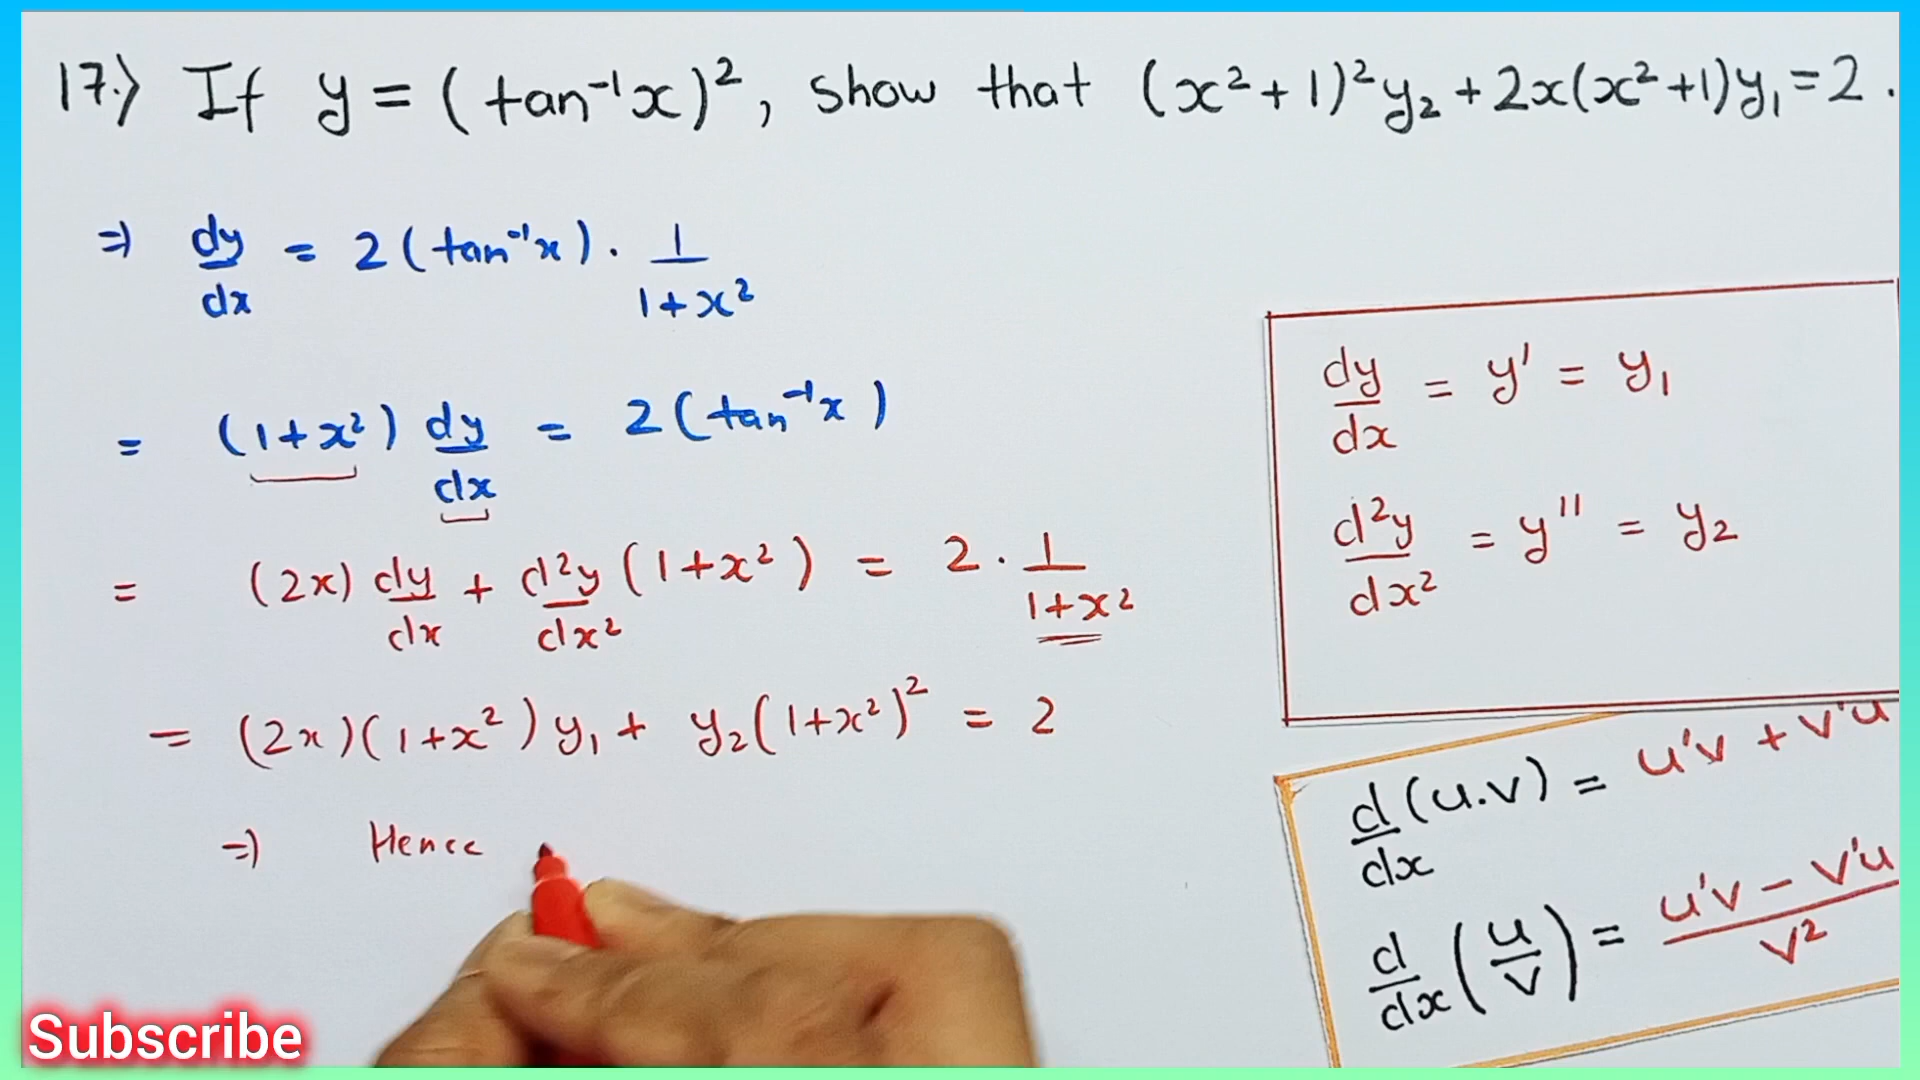 17.) If y = (tan⁻¹x)², show that (x²+1)²y₂ + 2x(x²+1)y₁ = 2.
⇒ dy/dx = 2(tan⁻¹x) · 1/(1+x²)
= (1+x²) dy/dx = 2(tan⁻¹x)
= (2x) dy/dx + d²y/dx² (1+x²) = 2 · 1/(1+x²)
= (2x)(1+x²)y₁ + y₂(1+x²)² = 2
⇒ Hence
dy/dx = y' = y₁
d²y/dx² = y'' = y₂
d/dx (u.v) = u'v + v'u
d/dx (u/v) = (u'v - v'u)/v²
Subscribe